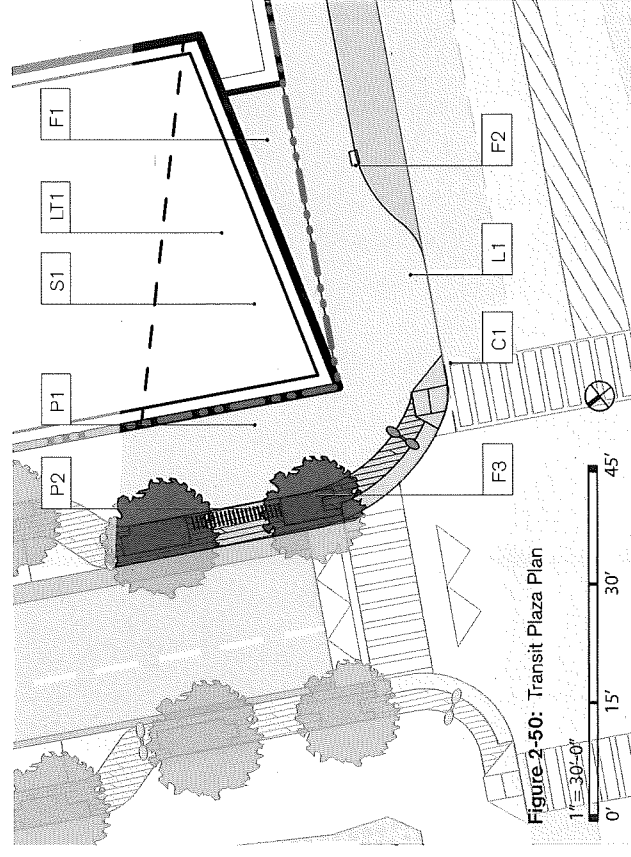 P2
P1
S1
LT1
F1
F3
C1
L1
F2
Figure 2-50: Transit Plaza Plan
1" = 30'-0"
0'
15'
30'
45'